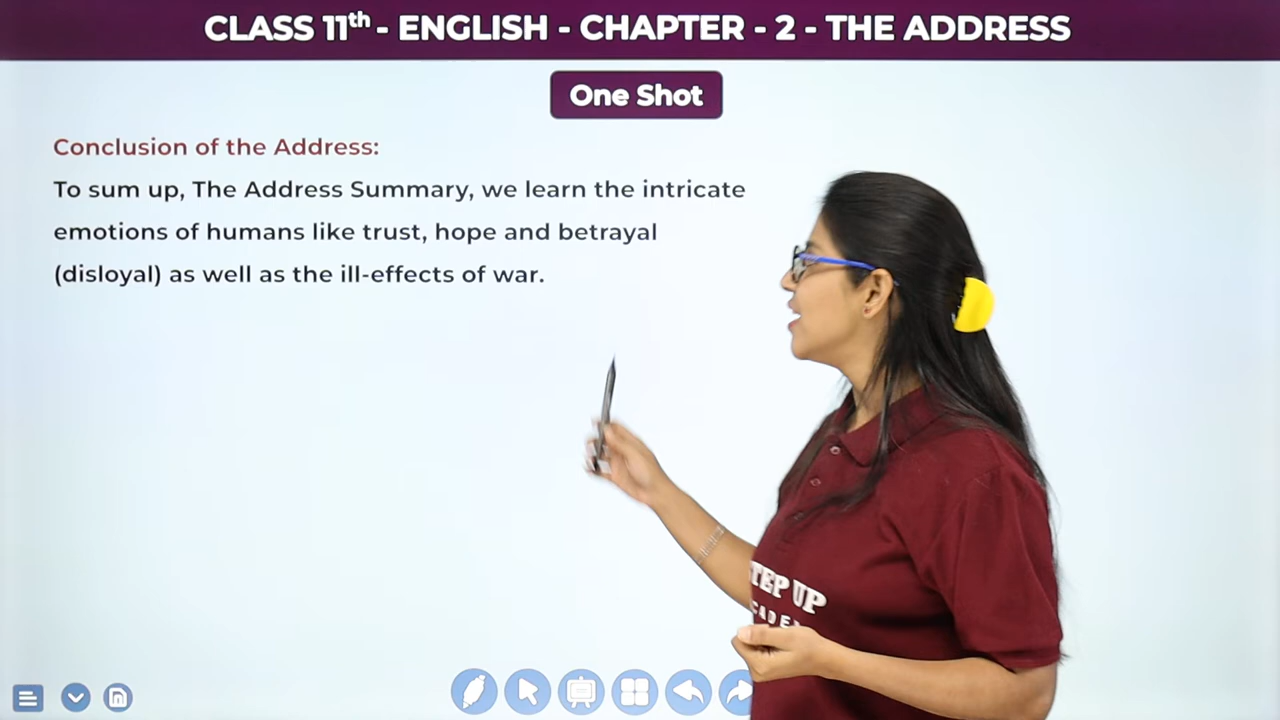 CLASS 11th - ENGLISH - CHAPTER - 2 - THE ADDRESS
One Shot
Conclusion of the Address:
To sum up, The Address Summary, we learn the intricate
emotions of humans like trust, hope and betrayal
(disloyal) as well as the ill-effects of war.
TEP UP
CADE